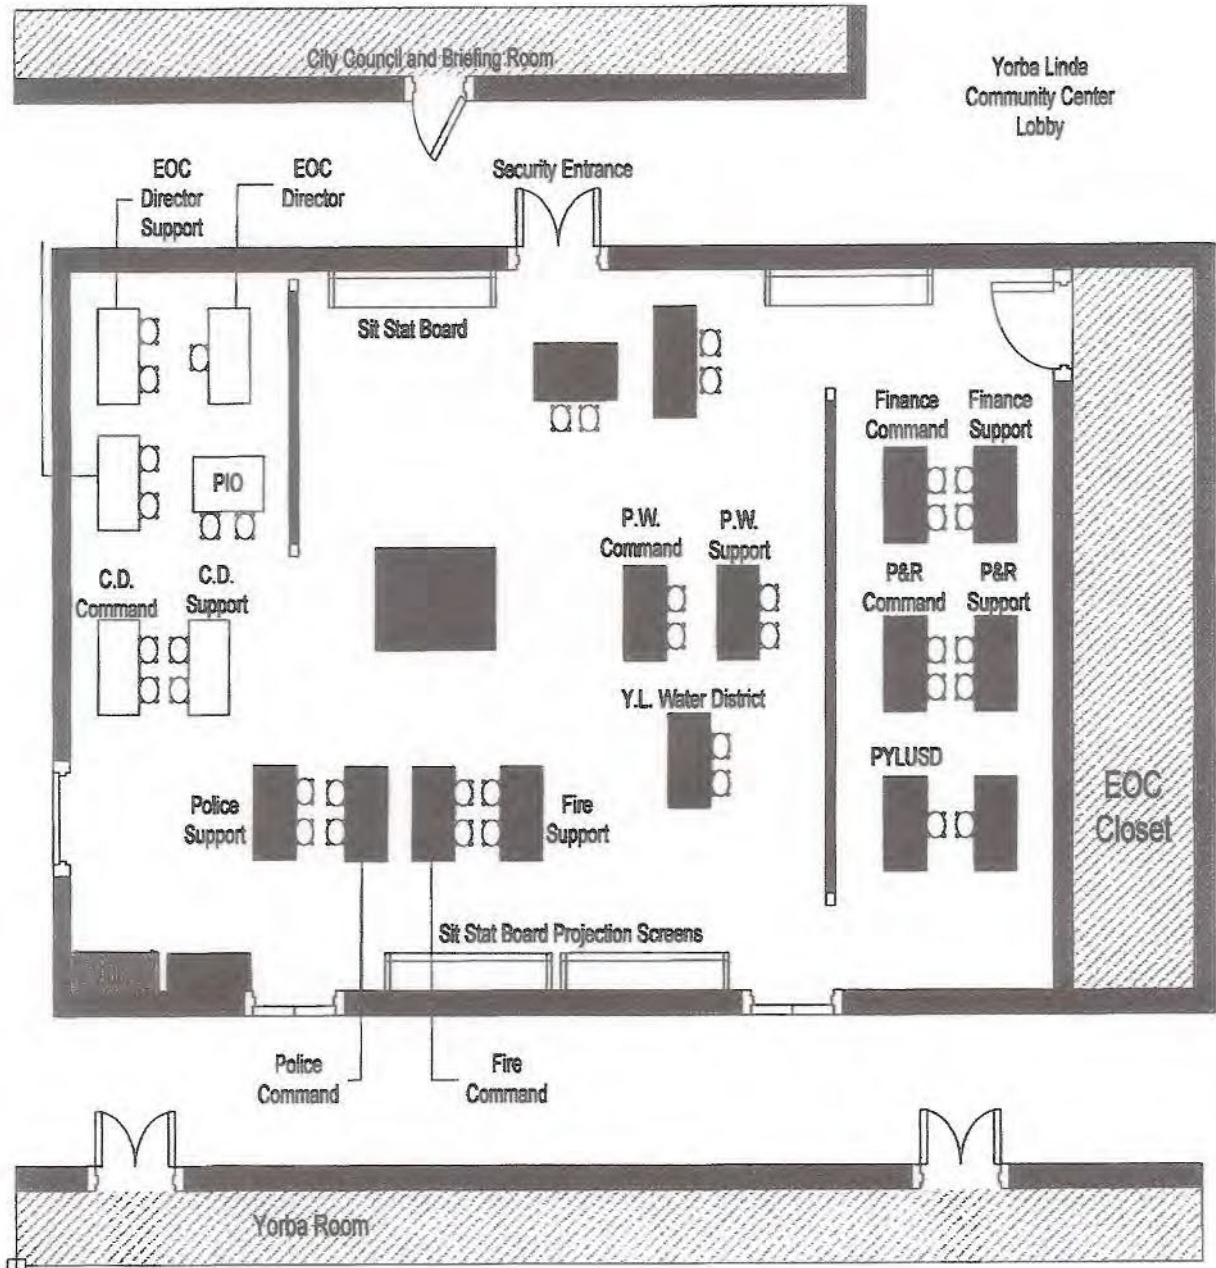 City Council and Briefing Room
Yorba Linda
Community Center
Lobby
EOC
Director
Support
EOC
Director
Security Entrance
Sit Stat Board
PIO
Finance
Command
Finance
Support
P.W.
Command
P.W.
Support
C.D.
Command
C.D.
Support
P&R
Command
P&R
Support
Y.L. Water District
PYLUSD
EOC
Closet
Police
Support
Fire
Support
Sit Stat Board Projection Screens
Police
Command
Fire
Command
Yorba Room